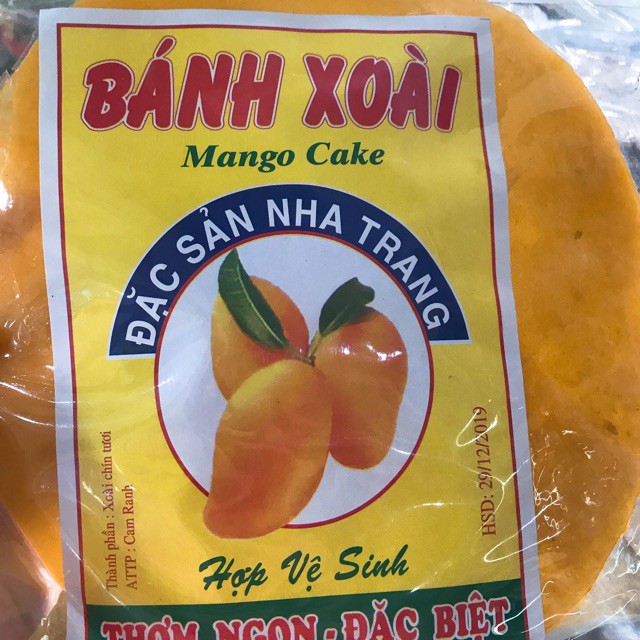 BÁNH XOÀI
Mango Cake
ĐẶC SẢN NHA TRANG
Thành phần : Xoài chín tươi
ATTP : Cam Ranh
HSD: 29/12/2019
Hợp Vệ Sinh
THƠM NGON - ĐẶC BIỆT